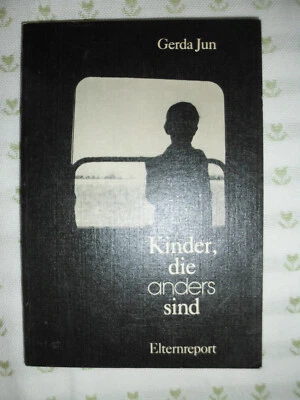 Gerda Jun
Kinder,
die
anders
sind
Elternreport